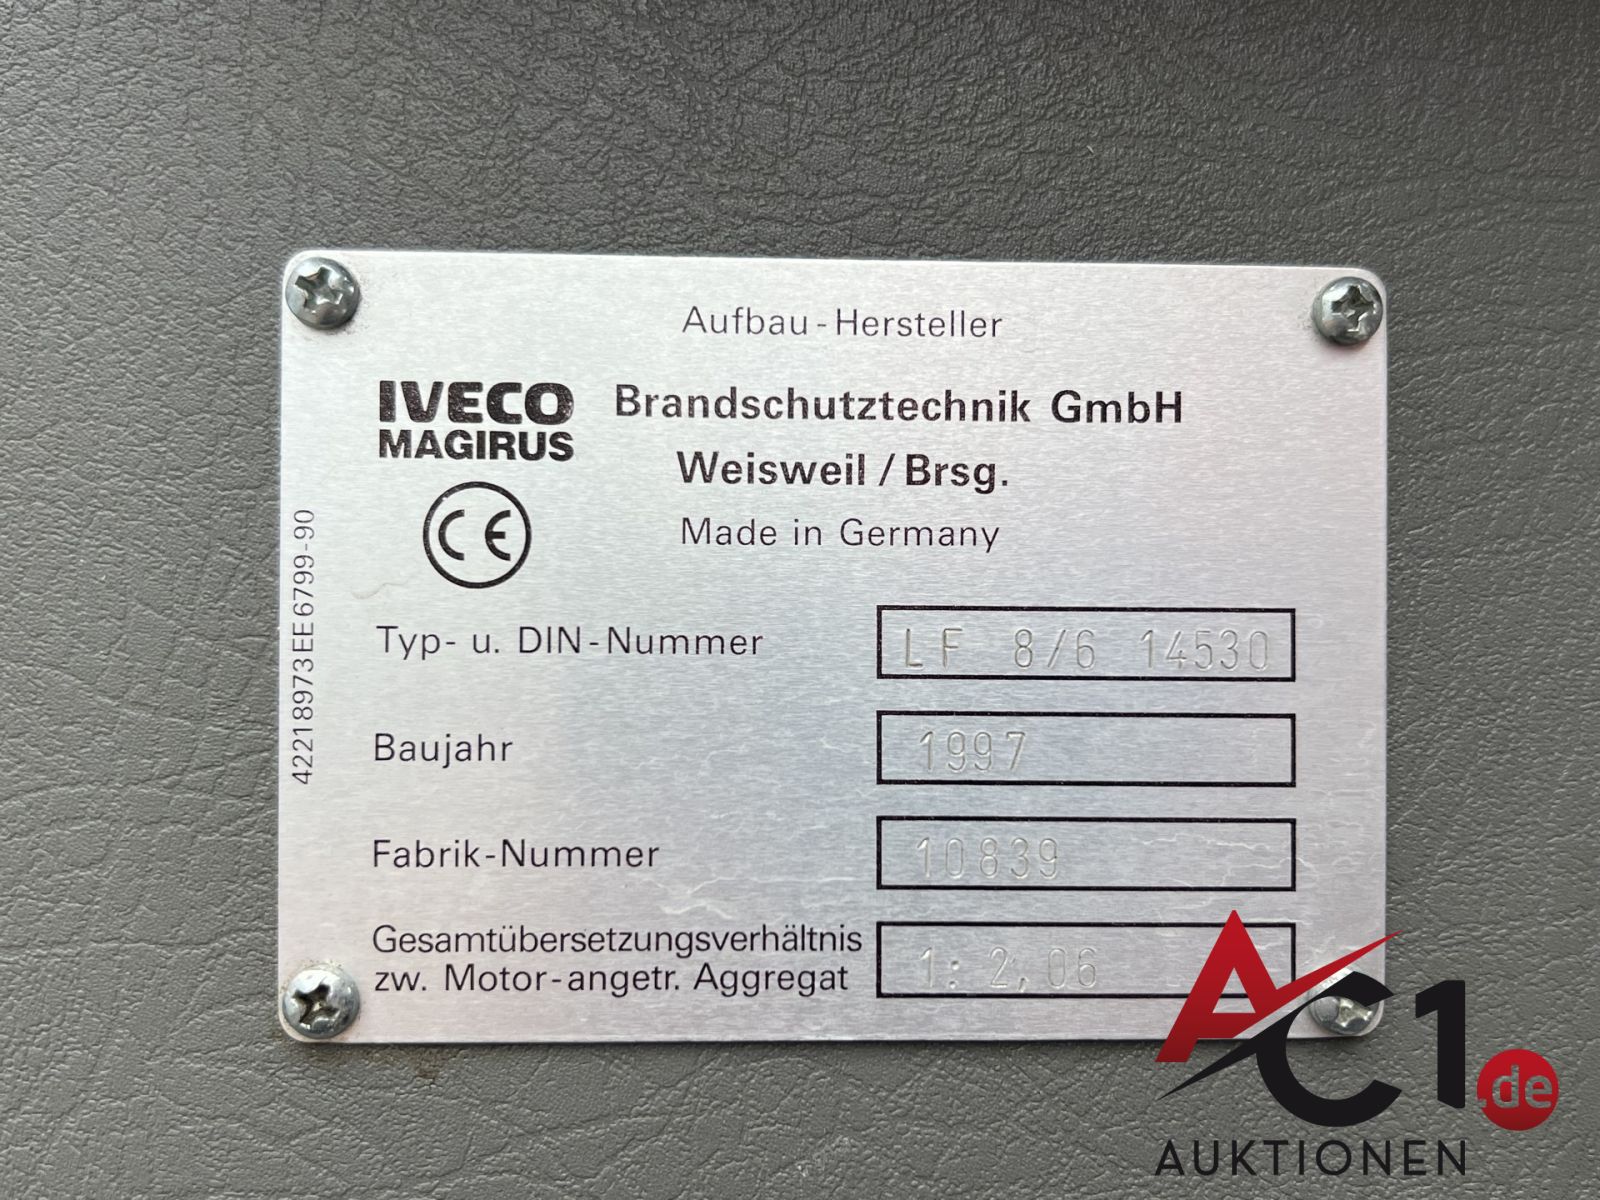 Aufbau-Hersteller
IVECO
MAGIRUS
Brandschutztechnik GmbH
Weisweil / Brsg.
Made in Germany
CE
42218973EE6799-90
Typ- u. DIN-Nummer
LF 8/6 14530
Baujahr
1997
Fabrik-Nummer
10839
Gesamtübersetzungsverhältnis
zw. Motor-angetr. Aggregat
1: 2,06
AC1.de
AUKTIONEN